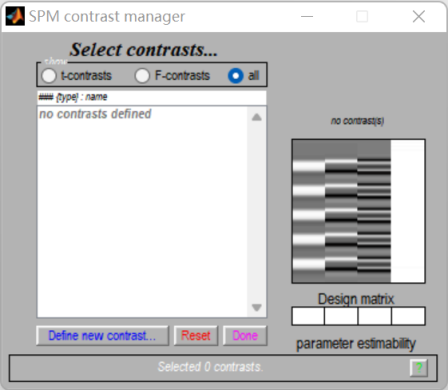 SPM contrast manager
Select contrasts...
show
t-contrasts
F-contrasts
all
### {type} : name
no contrasts defined
no contrast(s)
Design matrix
parameter estimability
Define new contrast...
Reset
Done
Selected 0 contrasts.
?